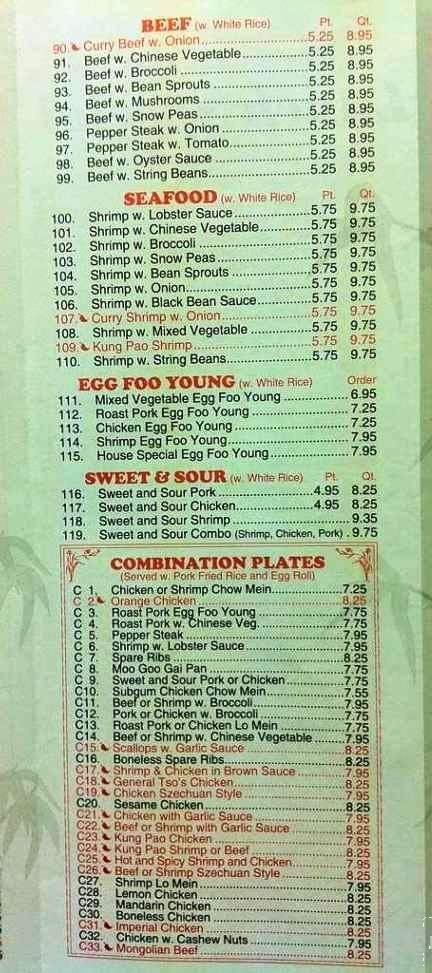 BEEF (w. White Rice) Pt. Qt.
90. Curry Beef w. Onion 5.25 8.95
91. Beef w. Chinese Vegetable 5.25 8.95
92. Beef w. Broccoli 5.25 8.95
93. Beef w. Bean Sprouts 5.25 8.95
94. Beef w. Mushrooms 5.25 8.95
95. Beef w. Snow Peas 5.25 8.95
96. Pepper Steak w. Onion 5.25 8.95
97. Pepper Steak w. Tomato 5.25 8.95
98. Beef w. Oyster Sauce 5.25 8.95
99. Beef w. String Beans 5.25 8.95
SEAFOOD (w. White Rice) Pt. Qt.
100. Shrimp w. Lobster Sauce 5.75 9.75
101. Shrimp w. Chinese Vegetable 5.75 9.75
102. Shrimp w. Broccoli 5.75 9.75
103. Shrimp w. Snow Peas 5.75 9.75
104. Shrimp w. Bean Sprouts 5.75 9.75
105. Shrimp w. Onion 5.75 9.75
106. Shrimp w. Black Bean Sauce 5.75 9.75
107. Curry Shrimp w. Onion 5.75 9.75
108. Shrimp w. Mixed Vegetable 5.75 9.75
109. Kung Pao Shrimp 5.75 9.75
110. Shrimp w. String Beans 5.75 9.75
EGG FOO YOUNG (w. White Rice) Order
111. Mixed Vegetable Egg Foo Young 6.95
112. Roast Pork Egg Foo Young 7.25
113. Chicken Egg Foo Young 7.25
114. Shrimp Egg Foo Young 7.95
115. House Special Egg Foo Young 7.95
SWEET & SOUR (w. White Rice) Pt. Qt.
116. Sweet and Sour Pork 4.95 8.25
117. Sweet and Sour Chicken 4.95 8.25
118. Sweet and Sour Shrimp 9.35
119. Sweet and Sour Combo (Shrimp, Chicken, Pork) . 9.75
COMBINATION PLATES
(Served w. Pork Fried Rice and Egg Roll)
C 1. Chicken or Shrimp Chow Mein 7.25
C 2. Orange Chicken 8.25
C 3. Roast Pork Egg Foo Young 7.75
C 4. Roast Pork w. Chinese Veg. 7.75
C 5. Pepper Steak 7.95
C 6. Shrimp w. Lobster Sauce 7.95
C 7. Spare Ribs 8.25
C 8. Moo Goo Gai Pan 7.75
C 9. Sweet and Sour Pork or Chicken 7.75
C10. Subgum Chicken Chow Mein 7.55
C11. Beef or Shrimp w. Broccoli 7.95
C12. Pork or Chicken w. Broccoli 7.75
C13. Roast Pork or Chicken Lo Mein 7.75
C14. Beef or Shrimp w. Chinese Vegetable 7.95
C15. Scallops w. Garlic Sauce 8.25
C16. Boneless Spare Ribs 8.25
C17. Shrimp & Chicken in Brown Sauce 7.95
C18. General Tso's Chicken 8.25
C19. Chicken Szechuan Style 7.95
C20. Sesame Chicken 8.25
C21. Chicken with Garlic Sauce 7.95
C22. Beef or Shrimp with Garlic Sauce 8.25
C23. Kung Pao Chicken 7.95
C24. Kung Pao Shrimp or Beef 8.25
C25. Hot and Spicy Shrimp and Chicken 7.95
C26. Beef or Shrimp Szechuan Style 8.25
C27. Shrimp Lo Mein 7.95
C28. Lemon Chicken 8.25
C29. Mandarin Chicken 8.25
C30. Boneless Chicken 8.25
C31. Imperial Chicken 8.25
C32. Chicken w. Cashew Nuts 7.95
C33. Mongolian Beef 8.25